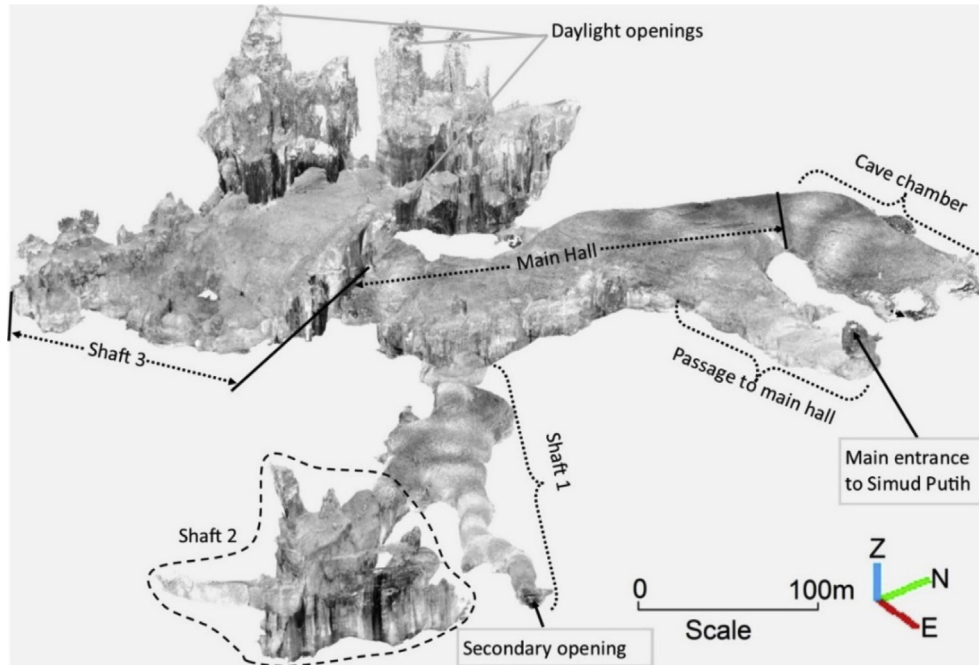 Daylight openings
Cave chamber
Main Hall
Shaft 3
Passage to main hall
Shaft 1
Main entrance
to Simud Putih
Shaft 2
Z
N
E
0 100m
Scale
Secondary opening